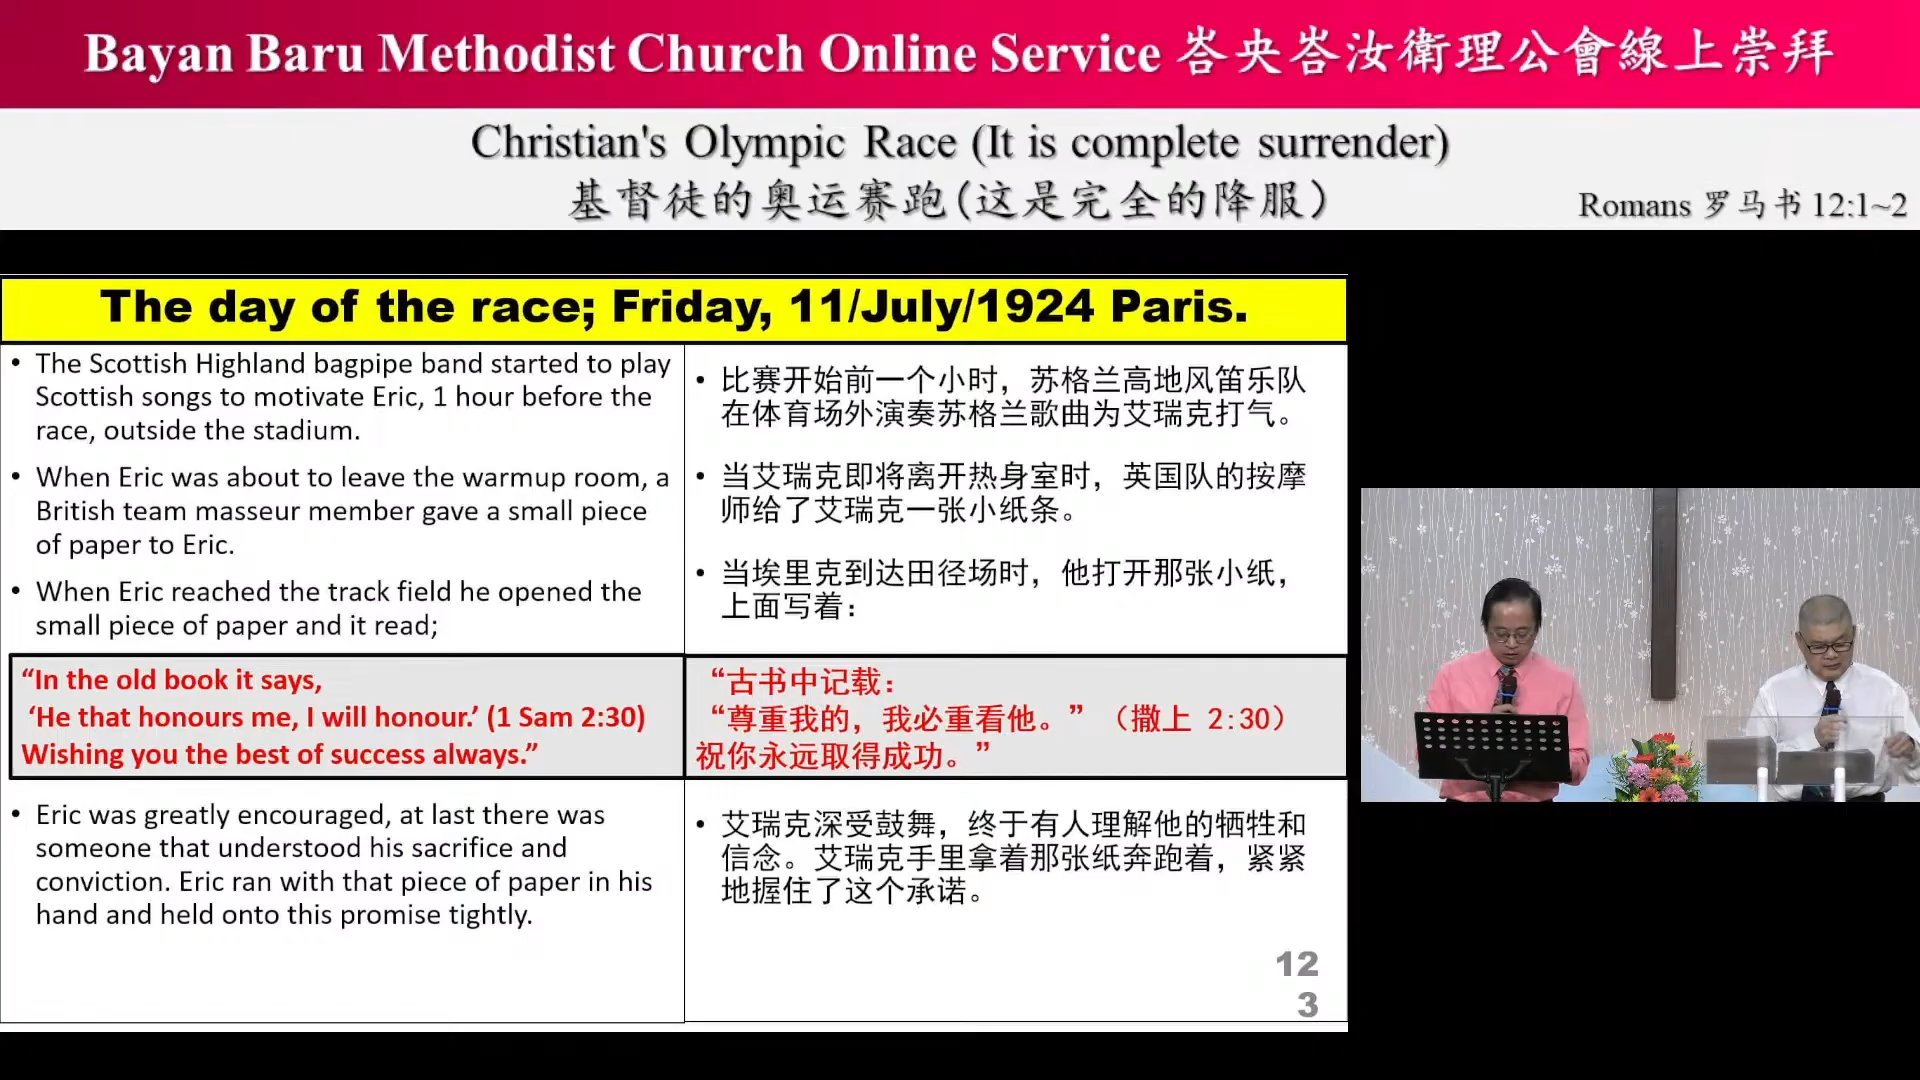 Bayan Baru Methodist Church Online Service 峇央峇汝衛理公會線上崇拜
Christian's Olympic Race (It is complete surrender)
基督徒的奥运赛跑(这是完全的降服)
Romans 罗马书 12:1~2
The day of the race; Friday, 11/July/1924 Paris.
• The Scottish Highland bagpipe band started to play
Scottish songs to motivate Eric, 1 hour before the
race, outside the stadium.
• When Eric was about to leave the warmup room, a
British team masseur member gave a small piece
of paper to Eric.
• When Eric reached the track field he opened the
small piece of paper and it read;
“In the old book it says,
‘He that honours me, I will honour.’ (1 Sam 2:30)
Wishing you the best of success always.”
• Eric was greatly encouraged, at last there was
someone that understood his sacrifice and
conviction. Eric ran with that piece of paper in his
hand and held onto this promise tightly.
• 比赛开始前一个小时，苏格兰高地风笛乐队
在体育场外演奏苏格兰歌曲为艾瑞克打气。
• 当艾瑞克即将离开热身室时，英国队的按摩
师给了艾瑞克一张小纸条。
• 当埃里克到达田径场时，他打开那张小纸，
上面写着：
“古书中记载：
“尊重我的，我必重看他。”（撒上 2:30）
祝你永远取得成功。”
• 艾瑞克深受鼓舞，终于有人理解他的牺牲和
信念。艾瑞克手里拿着那张纸奔跑着，紧紧
地握住了这个承诺。
12
3